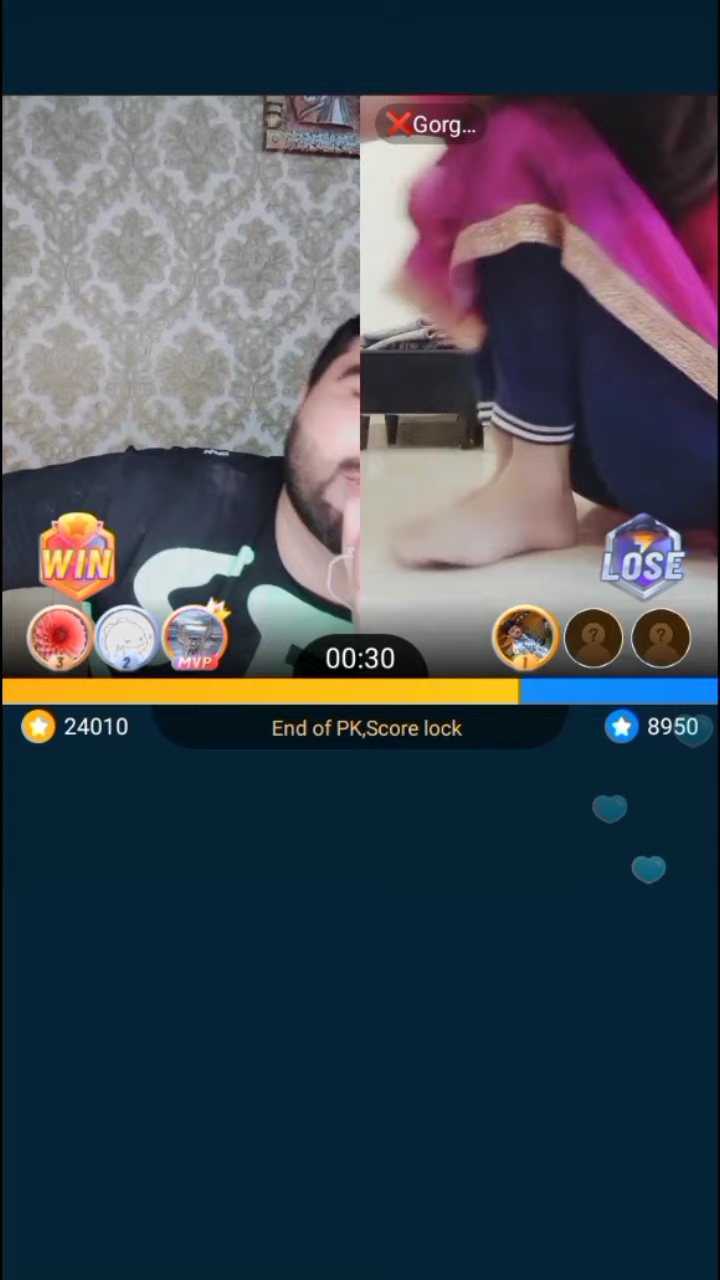 ❌Gorg...
WIN
LOSE
3
2
MVP
1
? ?
00:30
24010
End of PK,Score lock
8950